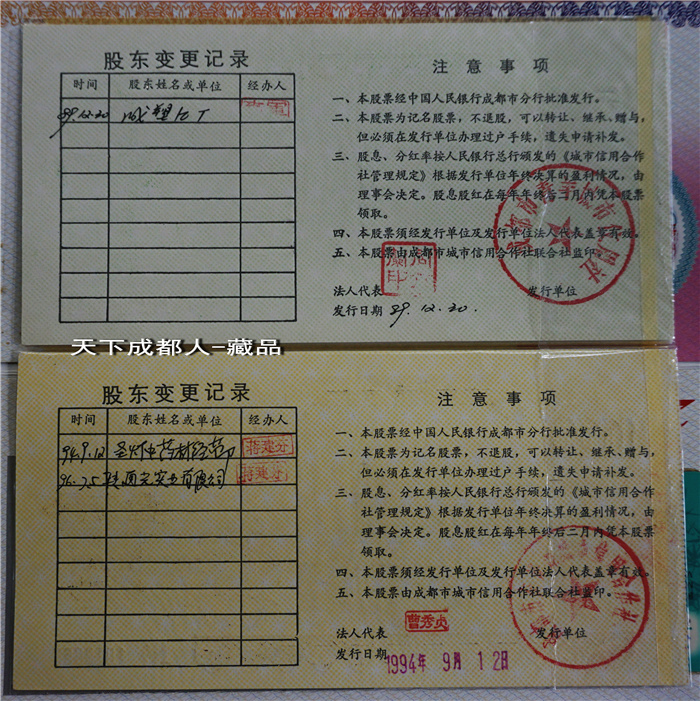 股东变更记录
时间 股东姓名或单位 经办人
89.12.20
注意事项
一、本股票经中国人民银行成都市分行批准发行。
二、本股票为记名股票，不退股，可以转让、继承、赠与，
但必须在发行单位办理过户手续，遗失申请补发。
三、股息、分红率按人民银行总行颁发的《城市信用合作
社管理规定》根据发行单位年终决算的盈利情况，由
理事会决定。股息股红在每年年终后二月内凭本股票
领取。
四、本股票须经发行单位及发行单位法人代表盖章有效。
五、本股票由成都市城市信用合作社联合社监印。
法人代表 发行单位
发行日期 89.12.20.
天下成都人-藏品
股东变更记录
时间 股东姓名或单位 经办人
94.9.12 蒋建芬
96.7.5 转 实业有限公司 蒋建芬
注意事项
一、本股票经中国人民银行成都市分行批准发行。
二、本股票为记名股票，不退股，可以转让、继承、赠与，
但必须在发行单位办理过户手续，遗失申请补发。
三、股息、分红率按人民银行总行颁发的《城市信用合作
社管理规定》根据发行单位年终决算的盈利情况，由
理事会决定。股息股红在每年年终后二月内凭本股票
领取。
四、本股票须经发行单位及发行单位法人代表盖章有效。
五、本股票由成都市城市信用合作社联合社监印。
法人代表 曹秀贞 发行单位
发行日期 1994年 9月 12日